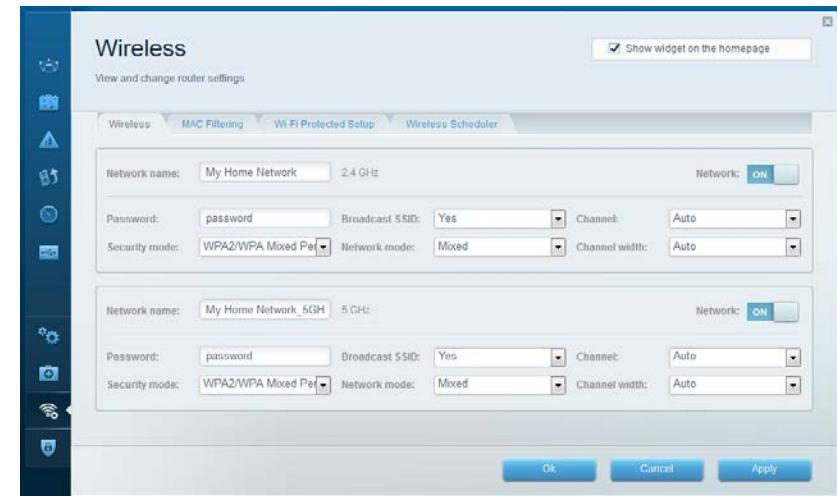 Wireless
Show widget on the homepage
View and change router settings
Wireless MAC Filtering Wi-Fi Protected Setup Wireless Scheduler
Network name: My Home Network 2.4 GHz Network: ON
Password: password Broadcast SSID: Yes Channel: Auto
Security mode: WPA2/WPA Mixed Per Network mode: Mixed Channel width: Auto
Network name: My Home Network_5GH 5 GHz Network: ON
Password: password Broadcast SSID: Yes Channel: Auto
Security mode: WPA2/WPA Mixed Per Network mode: Mixed Channel width: Auto
Ok Cancel Apply